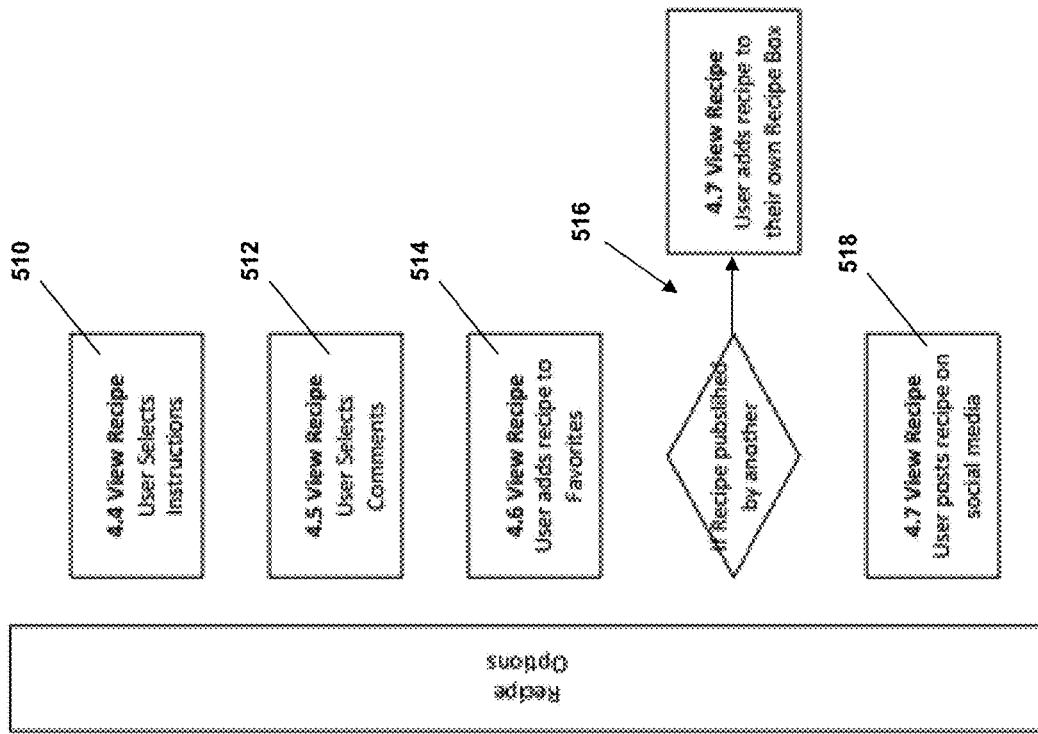 Recipe
Options
4.4 View Recipe
User Selects
Instructions
510
4.5 View Recipe
User Selects
Comments
512
4.6 View Recipe
User adds recipe to
Favorites
514
If Recipe pubslihed
by another
516
4.7 View Recipe
User adds recipe to
their own Recipe Box
4.7 View Recipe
User posts recipe on
social media
518